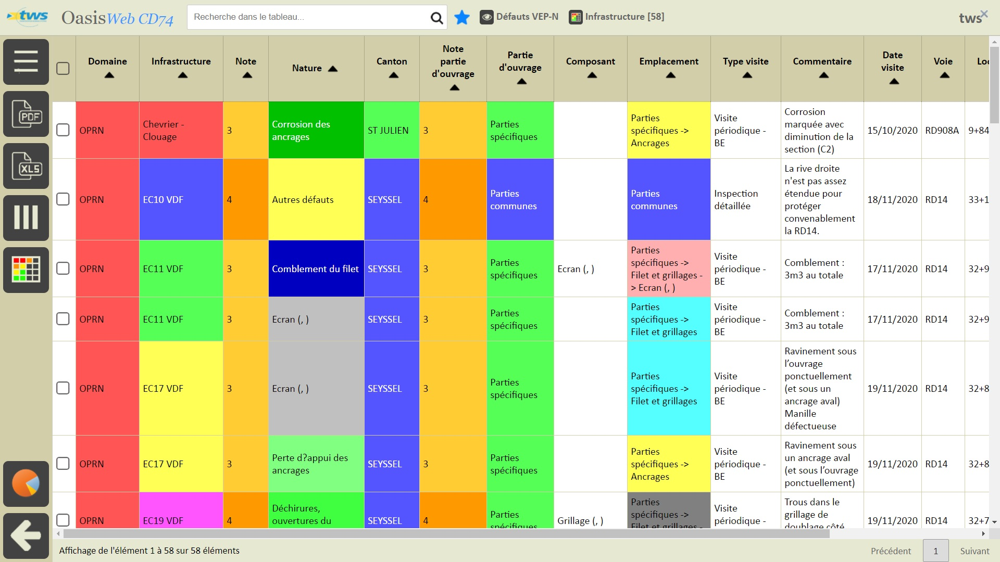 tws
OasisWeb CD74
Recherche dans le tableau...
Défauts VEP-N
Infrastructure [58]
tws
PDF
XLS
Domaine
Infrastructure
Note
Nature
Canton
Note
partie
d'ouvrage
Partie
d'ouvrage
Composant
Emplacement
Type visite
Commentaire
Date
visite
Voie
OPRN
Chevrier -
Clouage
3
Corrosion des
ancrages
ST JULIEN
3
Parties
spécifiques
Parties
spécifiques ->
Ancrages
Visite
périodique -
BE
Corrosion
marquée avec
diminution de la
section (C2)
15/10/2020
RD908A
9+84
OPRN
EC10 VDF
4
Autres défauts
SEYSSEL
4
Parties
communes
Parties
communes
Inspection
détaillée
La rive droite
n'est pas assez
étendue pour
protéger
convenablement
la RD14.
18/11/2020
RD14
33+1
OPRN
EC11 VDF
3
Comblement du filet
SEYSSEL
3
Parties
spécifiques
Ecran (, )
Parties
spécifiques ->
Filet et grillages -
> Ecran (, )
Visite
périodique -
BE
Comblement :
3m3 au totale
17/11/2020
RD14
32+9
OPRN
EC11 VDF
3
Ecran (, )
SEYSSEL
3
Parties
spécifiques
Parties
spécifiques ->
Filet et grillages
Visite
périodique -
BE
Comblement :
3m3 au totale
17/11/2020
RD14
32+9
OPRN
EC17 VDF
3
Ecran (, )
SEYSSEL
3
Parties
spécifiques
Parties
spécifiques ->
Filet et grillages
Visite
périodique -
BE
Ravinement sous
l’ouvrage
ponctuellement
(et sous un
ancrage aval)
Manille
défectueuse
19/11/2020
RD14
32+8
OPRN
EC17 VDF
3
Perte d?appui des
ancrages
SEYSSEL
3
Parties
spécifiques
Parties
spécifiques ->
Ancrages
Visite
périodique -
BE
Ravinement sous
un ancrage aval
(et sous l’ouvrage
ponctuellement)
19/11/2020
RD14
32+8
OPRN
EC19 VDF
4
Déchirures,
ouvertures du
SEYSSEL
4
Parties
spécifiques
Grillage (, )
Parties
spécifiques ->
Filet et grillages -
Visite
périodique -
Trous dans le
grillage de
doublage côté
19/11/2020
RD14
32+7
Affichage de l'élément 1 à 58 sur 58 éléments
Précédent
1
Suivant